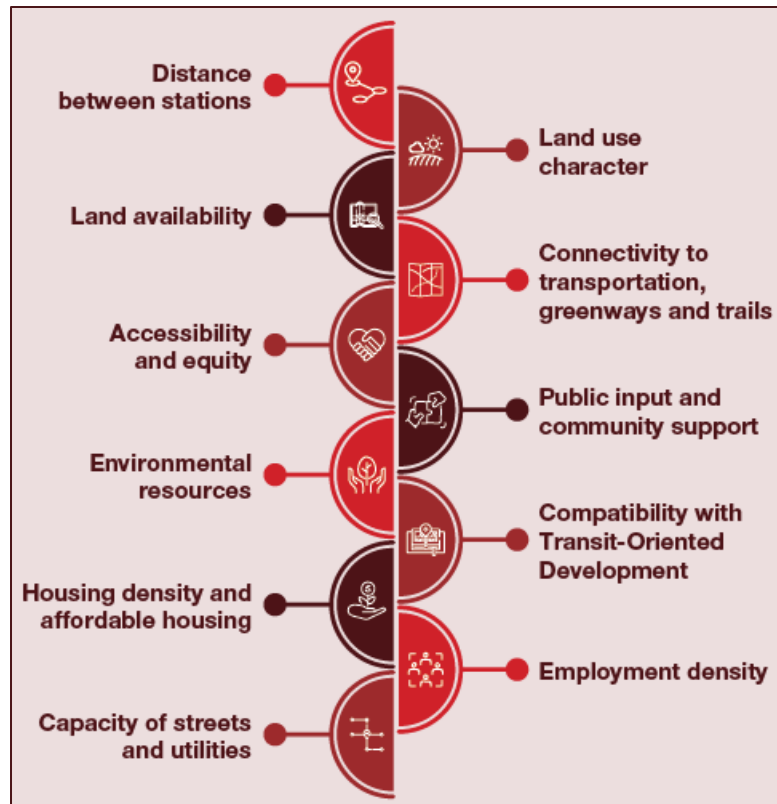 Distance
between stations
Land use
character
Land availability
Connectivity to
transportation,
greenways and trails
Accessibility
and equity
Public input and
community support
Environmental
resources
Compatibility with
Transit-Oriented
Development
Housing density and
affordable housing
Employment density
Capacity of streets
and utilities